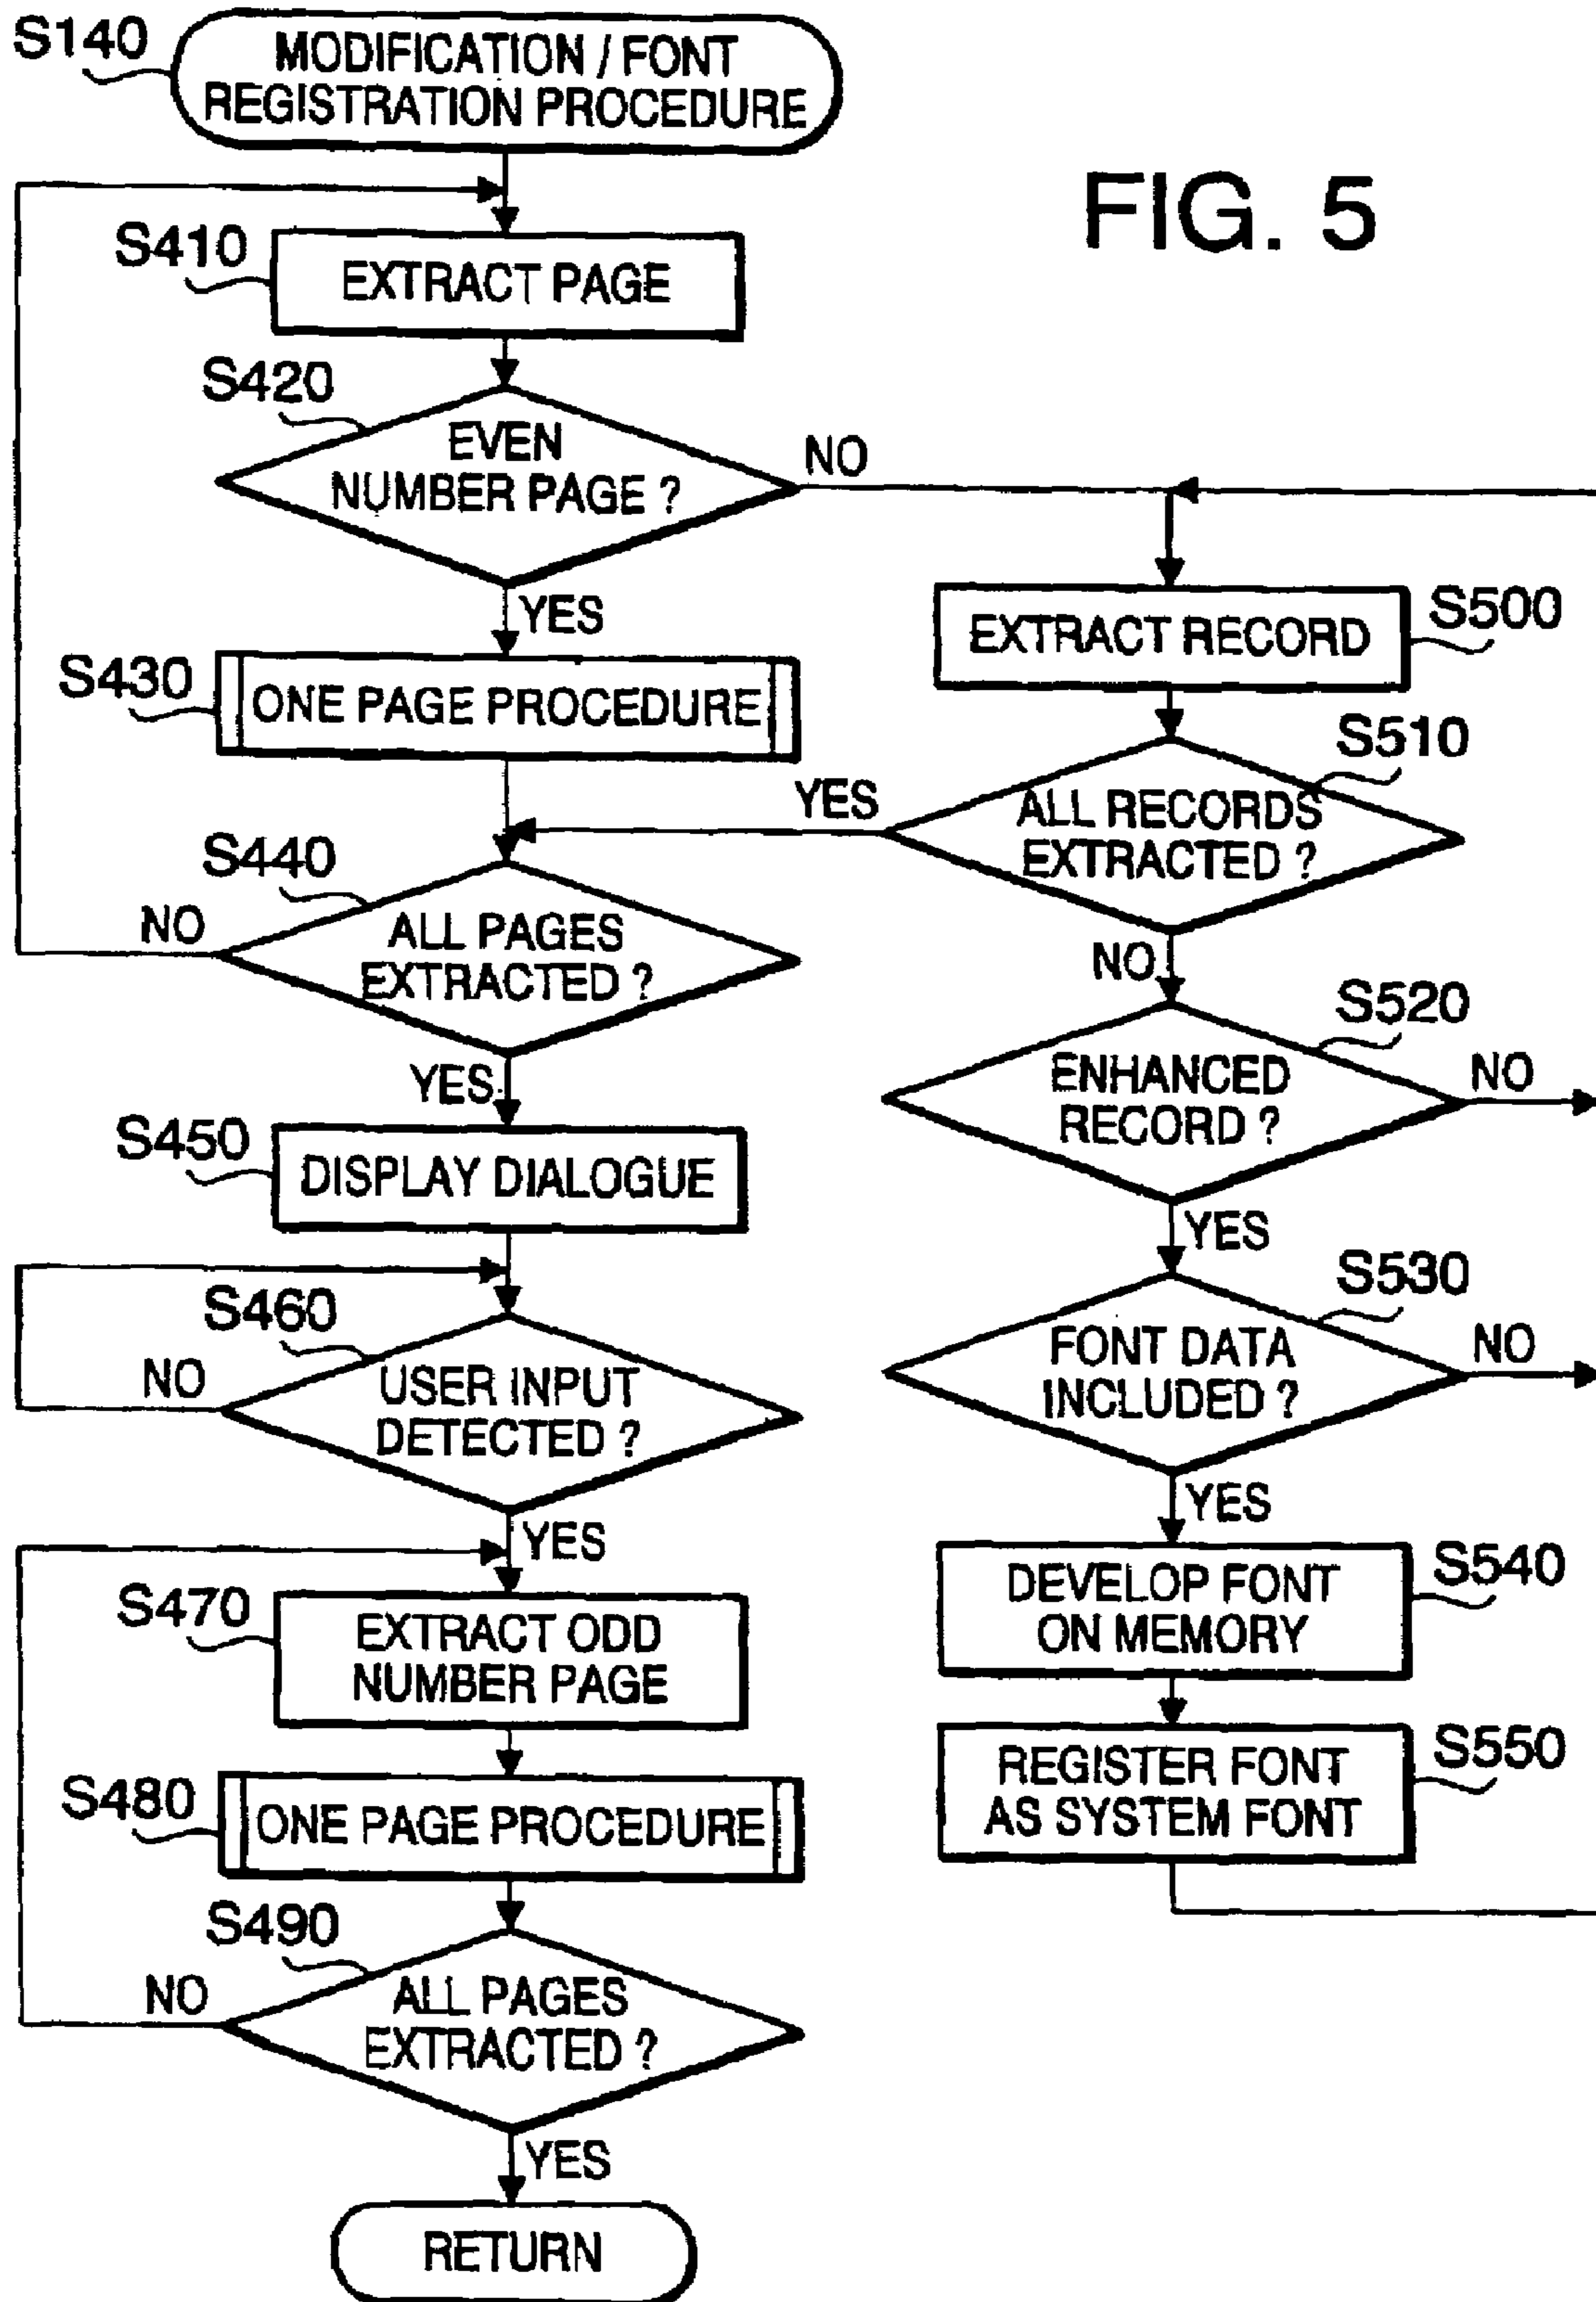 S140
MODIFICATION / FONT
REGISTRATION PROCEDURE
FIG. 5
S410
EXTRACT PAGE
S420
EVEN
NUMBER PAGE ?
NO
YES
S430
ONE PAGE PROCEDURE
S440
ALL PAGES
EXTRACTED ?
NO
YES
S450
DISPLAY DIALOGUE
S460
USER INPUT
DETECTED ?
NO
YES
S470
EXTRACT ODD
NUMBER PAGE
S480
ONE PAGE PROCEDURE
S490
ALL PAGES
EXTRACTED ?
NO
YES
RETURN
EXTRACT RECORD
S500
S510
ALL RECORDS
EXTRACTED ?
YES
NO
S520
ENHANCED
RECORD ?
NO
YES
S530
FONT DATA
INCLUDED ?
NO
YES
DEVELOP FONT
ON MEMORY
S540
REGISTER FONT
AS SYSTEM FONT
S550